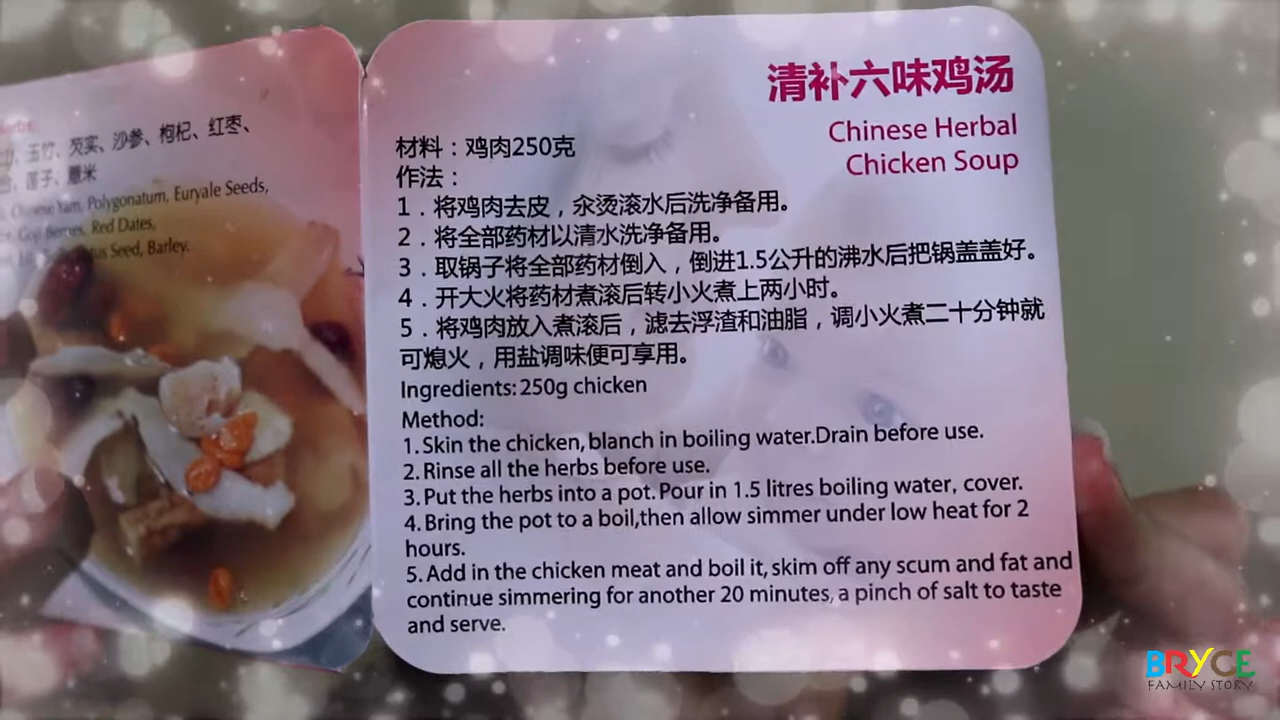 玉竹、芡实、沙参、枸杞、红枣、
莲子、薏米
Chinese Yam, Polygonatum, Euryale Seeds,
Goji Berries, Red Dates,
Seed, Barley.
清补六味鸡汤
Chinese Herbal
Chicken Soup
材料：鸡肉250克
作法：
1．将鸡肉去皮，汆烫滚水后洗净备用。
2．将全部药材以清水洗净备用。
3．取锅子将全部药材倒入，倒进1.5公升的沸水后把锅盖盖好。
4．开大火将药材煮滚后转小火煮上两小时。
5．将鸡肉放入煮滚后，滤去浮渣和油脂，调小火煮二十分钟就
可熄火，用盐调味便可享用。
Ingredients: 250g chicken
Method:
1. Skin the chicken, blanch in boiling water.Drain before use.
2. Rinse all the herbs before use.
3. Put the herbs into a pot. Pour in 1.5 litres boiling water, cover.
4. Bring the pot to a boil,then allow simmer under low heat for 2
hours.
5. Add in the chicken meat and boil it, skim off any scum and fat and
continue simmering for another 20 minutes, a pinch of salt to taste
and serve.
BRYCE
FAMILY STORY